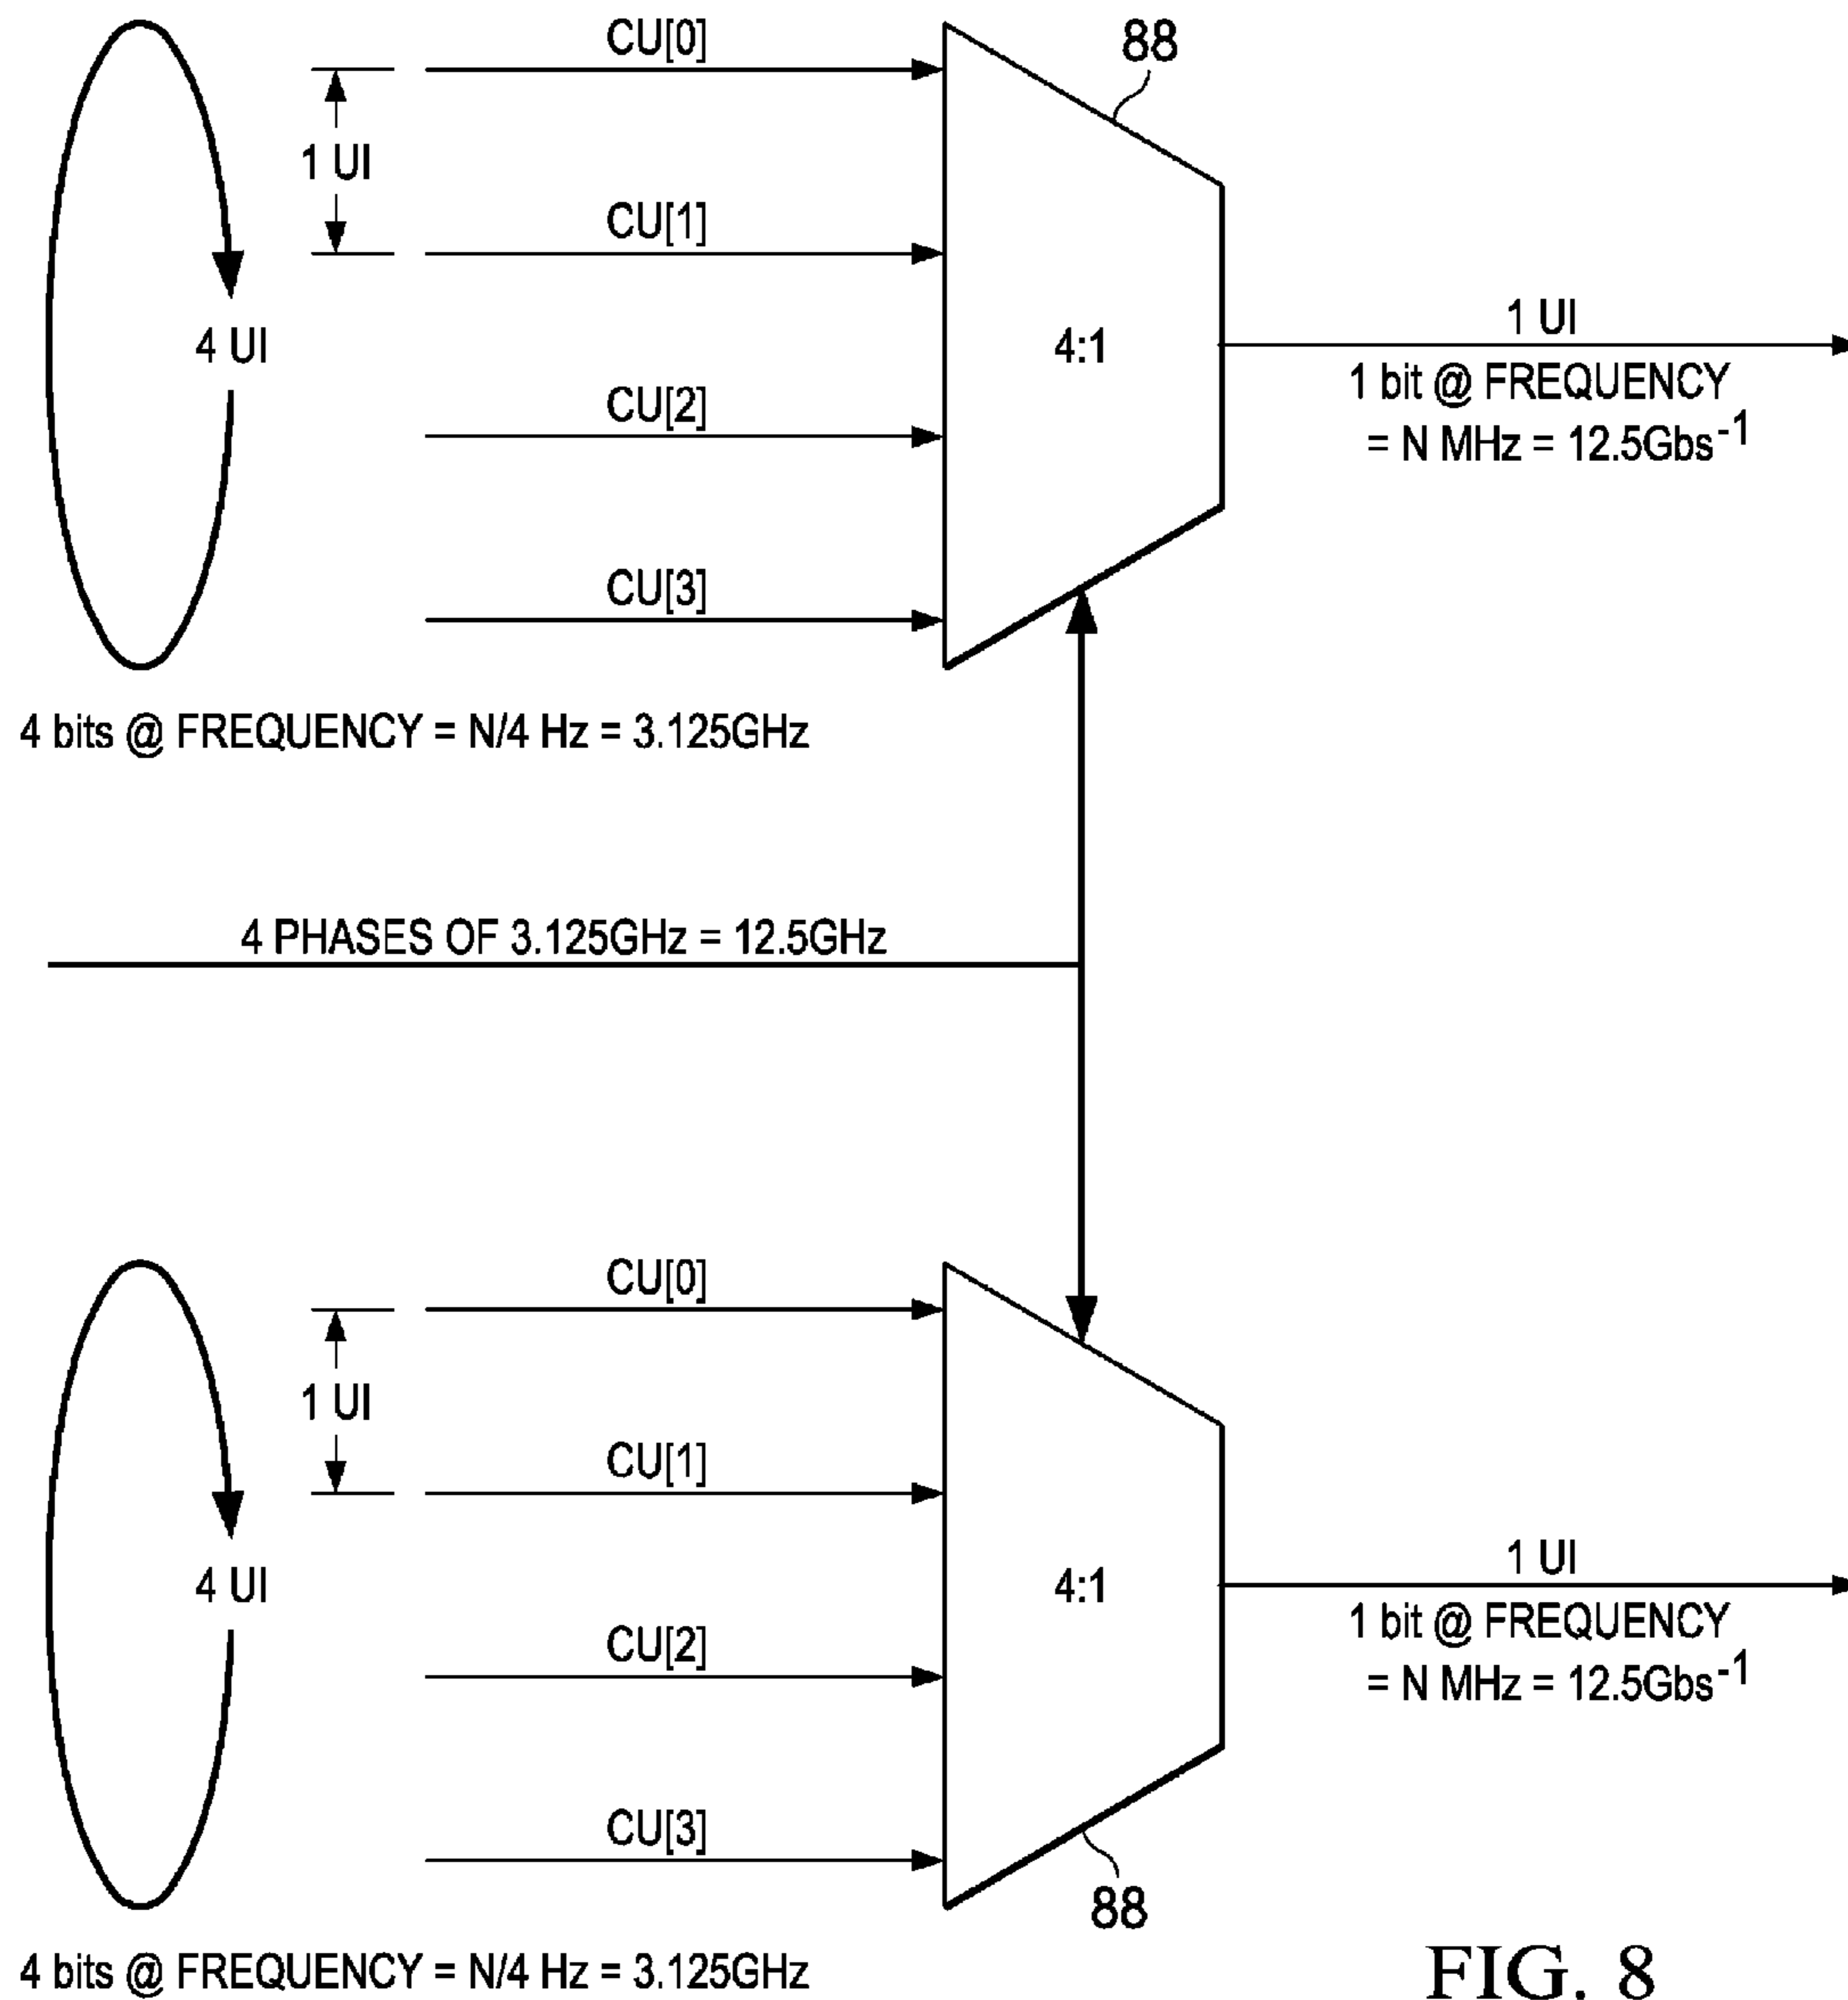 CU[0]
88
1 UI
CU[1]
4 UI
4:1
1 UI
1 bit @ FREQUENCY
= N MHz = 12.5Gbs⁻¹
CU[2]
CU[3]
4 bits @ FREQUENCY = N/4 Hz = 3.125GHz
4 PHASES OF 3.125GHz = 12.5GHz
CU[0]
1 UI
CU[1]
4 UI
4:1
1 UI
1 bit @ FREQUENCY
= N MHz = 12.5Gbs⁻¹
CU[2]
CU[3]
88
4 bits @ FREQUENCY = N/4 Hz = 3.125GHz
FIG. 8